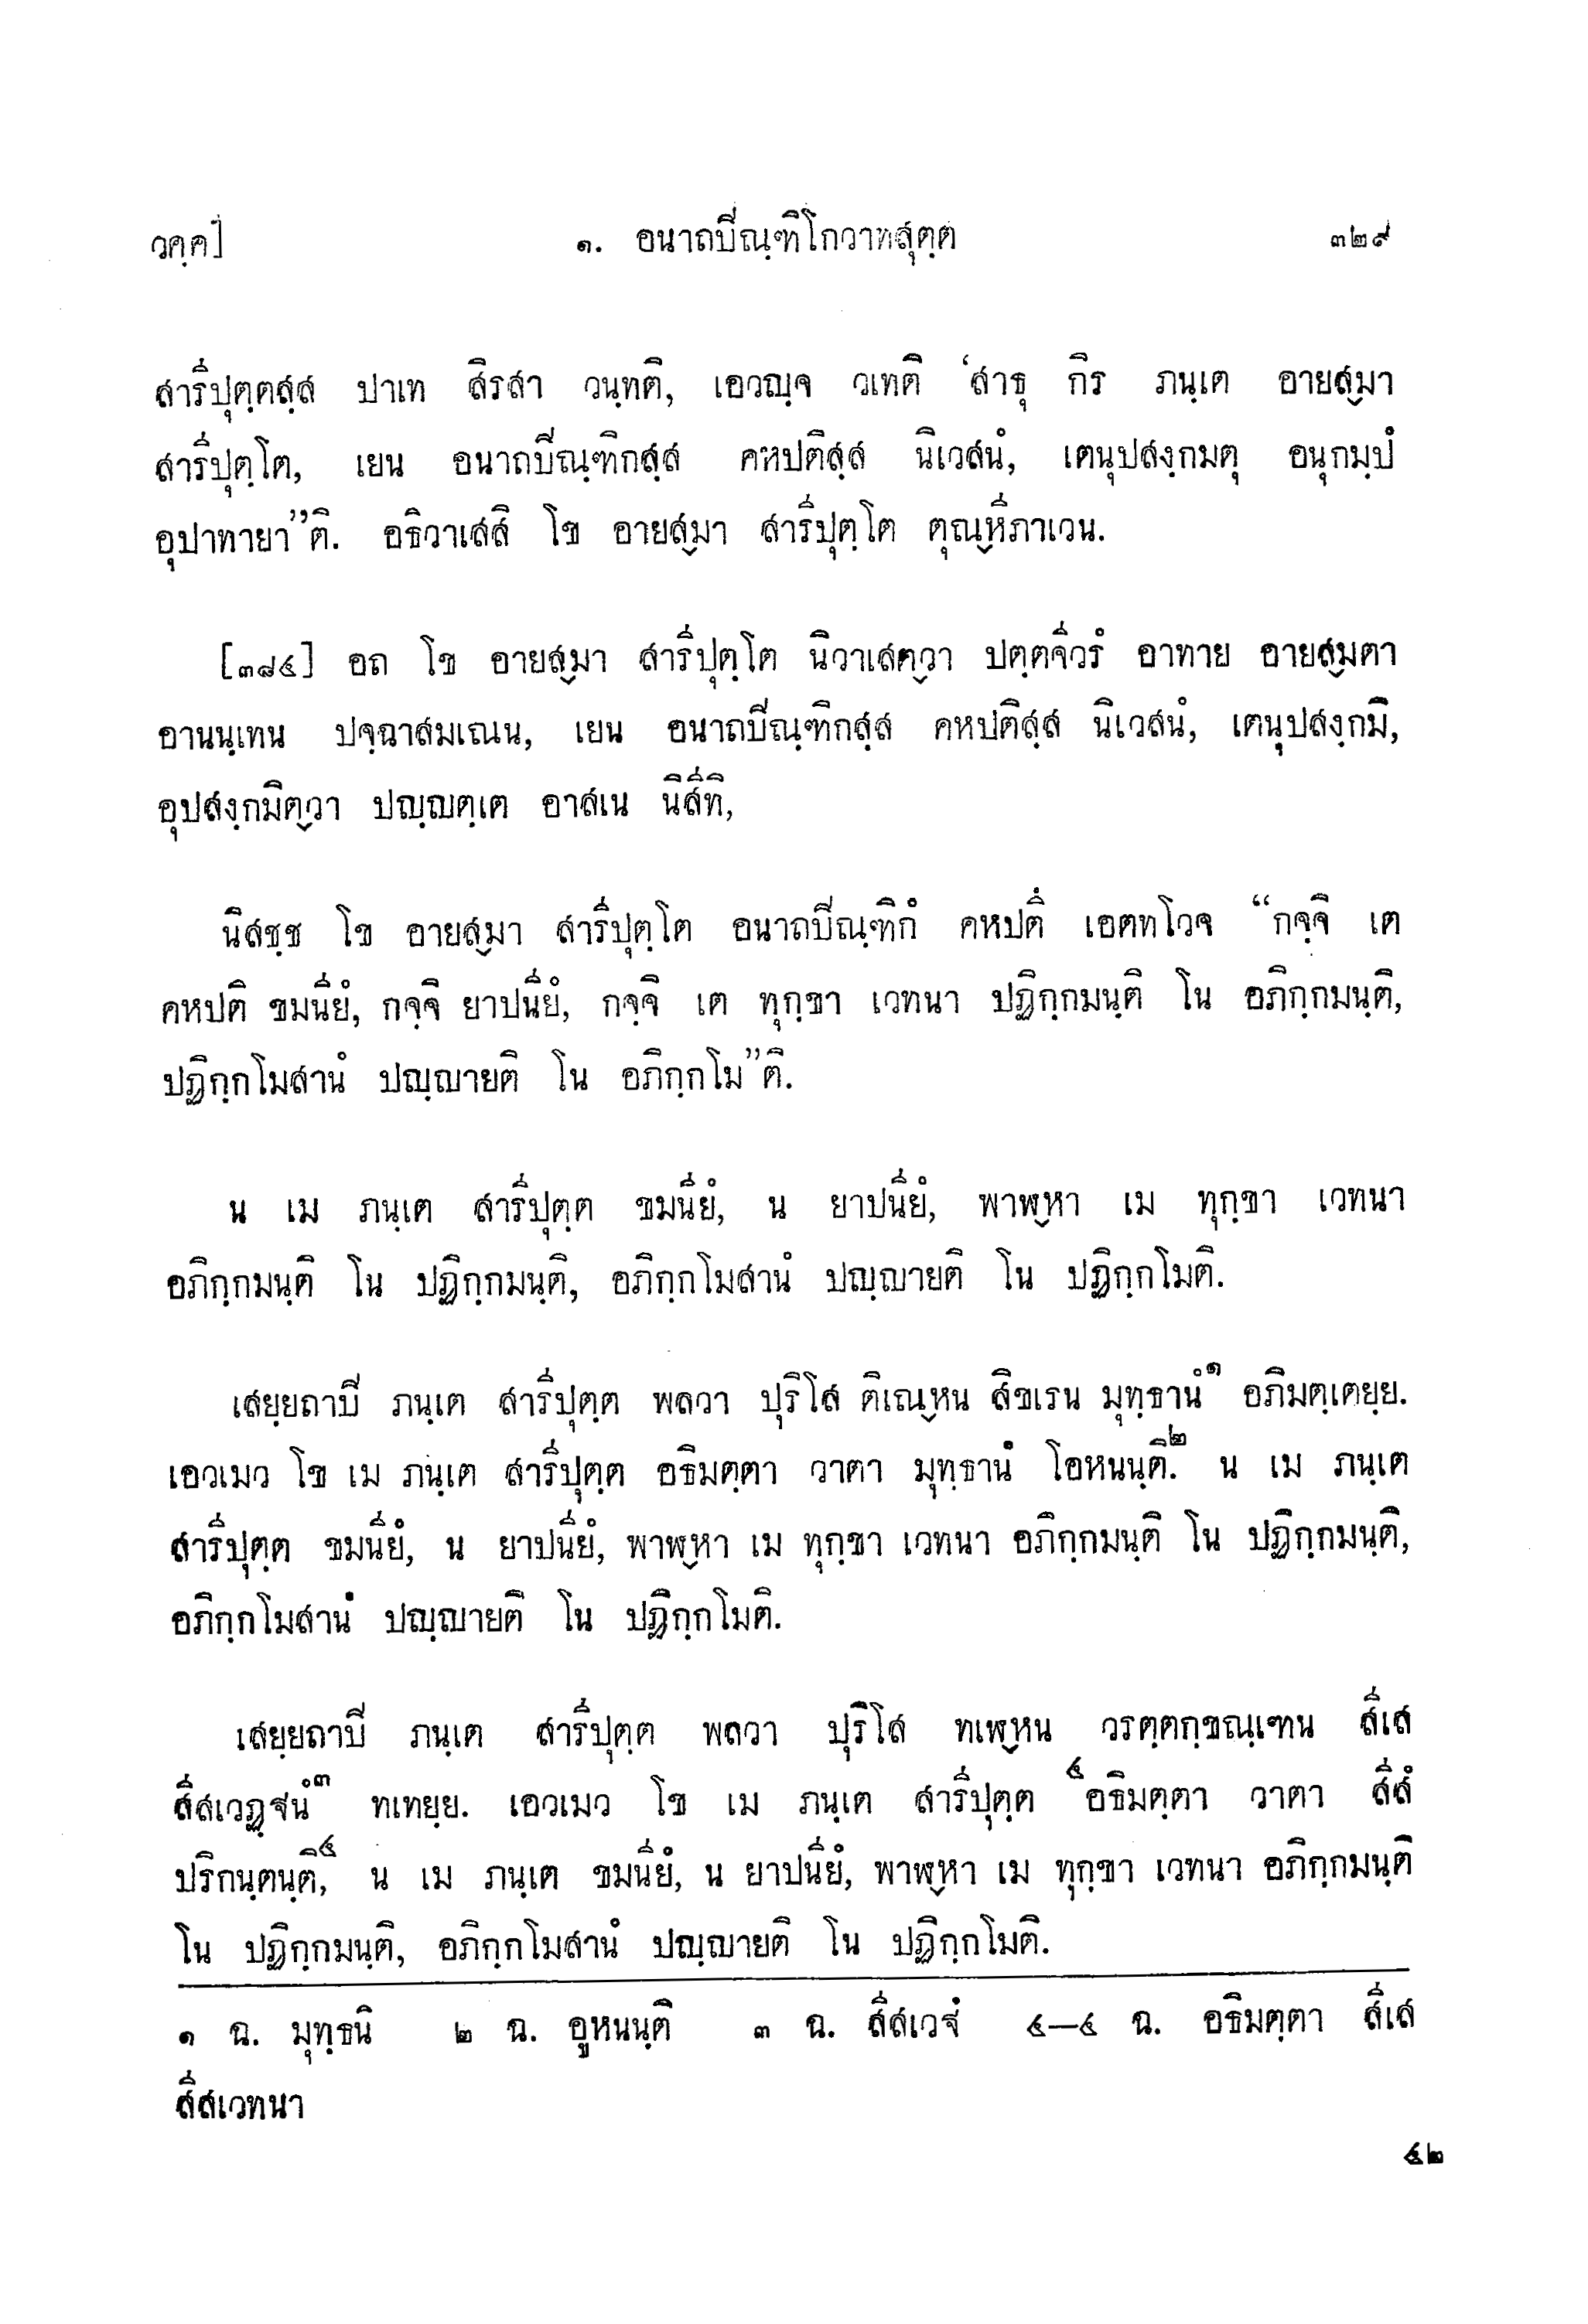 วคฺค]    ๑. อนาถปิณฺฑิโกวาทสุตฺต    ๓๒๙
สารีปุตฺตสฺส ปาเท สิรสา วนฺทติ, เอวญฺจ วเทติ ‘สาธุ กิร ภนฺเต อายสฺมา
สารีปุตฺโต, เยน อนาถปิณฺฑิกสฺส คหปติสฺส นิเวสนํ, เตนุปสงฺกมตุ อนุกมฺปํ
อุปาทายา’’ติ. อธิวาเสสิ โข อายสฺมา สารีปุตฺโต ตุณฺหีภาเวน.
[๓๘๔] อถ โข อายสฺมา สารีปุตฺโต นิวาเสตฺวา ปตฺตจีวรํ อาทาย อายสฺมตา
อานนฺเทน ปจฺฉาสมเณน, เยน อนาถปิณฺฑิกสฺส คหปติสฺส นิเวสนํ, เตนุปสงฺกมิ,
อุปสงฺกมิตฺวา ปญฺญตฺเต อาสเน นิสีทิ,
นิสชฺช โข อายสฺมา สารีปุตฺโต อนาถปิณฺฑิกํ คหปตึ เอตทโวจ “กจฺจิ เต
คหปติ ขมนียํ, กจฺจิ ยาปนียํ, กจฺจิ เต ทุกฺขา เวทนา ปฏิกฺกมนฺติ โน อภิกฺกมนฺติ,
ปฏิกฺกโมสานํ ปญฺญายติ โน อภิกฺกโม”ติ.
น เม ภนฺเต สารีปุตฺต ขมนียํ, น ยาปนียํ, พาฬฺหา เม ทุกฺขา เวทนา
อภิกฺกมนฺติ โน ปฏิกฺกมนฺติ, อภิกฺกโมสานํ ปญฺญายติ โน ปฏิกฺกโมติ.
เสยฺยถาปิ ภนฺเต สารีปุตฺต พลวา ปุริโส ติเณฺหน สิขเรน มุทฺธานํ๑ อภิมตฺเตยฺย.
เอวเมว โข เม ภนฺเต สารีปุตฺต อธิมตฺตา วาตา มุทฺธานํ โอหนนฺติ.๒ น เม ภนฺเต
สารีปุตฺต ขมนียํ, น ยาปนียํ, พาฬฺหา เม ทุกฺขา เวทนา อภิกฺกมนฺติ โน ปฏิกฺกมนฺติ,
อภิกฺกโมสานํ ปญฺญายติ โน ปฏิกฺกโมติ.
เสยฺยถาปิ ภนฺเต สารีปุตฺต พลวา ปุริโส ทเฬฺหน วรตฺตกฺขณฺเฑน สีเส
สีสเวฏฺฐนํ๓ ทเทยฺย. เอวเมว โข เม ภนฺเต สารีปุตฺต ๔อธิมตฺตา วาตา สีสํ
ปริกนฺตนฺติ,๔ น เม ภนฺเต ขมนียํ, น ยาปนียํ, พาฬฺหา เม ทุกฺขา เวทนา อภิกฺกมนฺติ
โน ปฏิกฺกมนฺติ, อภิกฺกโมสานํ ปญฺญายติ โน ปฏิกฺกโมติ.
๑ ฉ. มุทฺธนิ    ๒ ฉ. อูหนนฺติ    ๓ ฉ. สีสเวฐํ    ๔—๔ ฉ. อธิมตฺตา สีเส
สีสเวทนา
๔๒